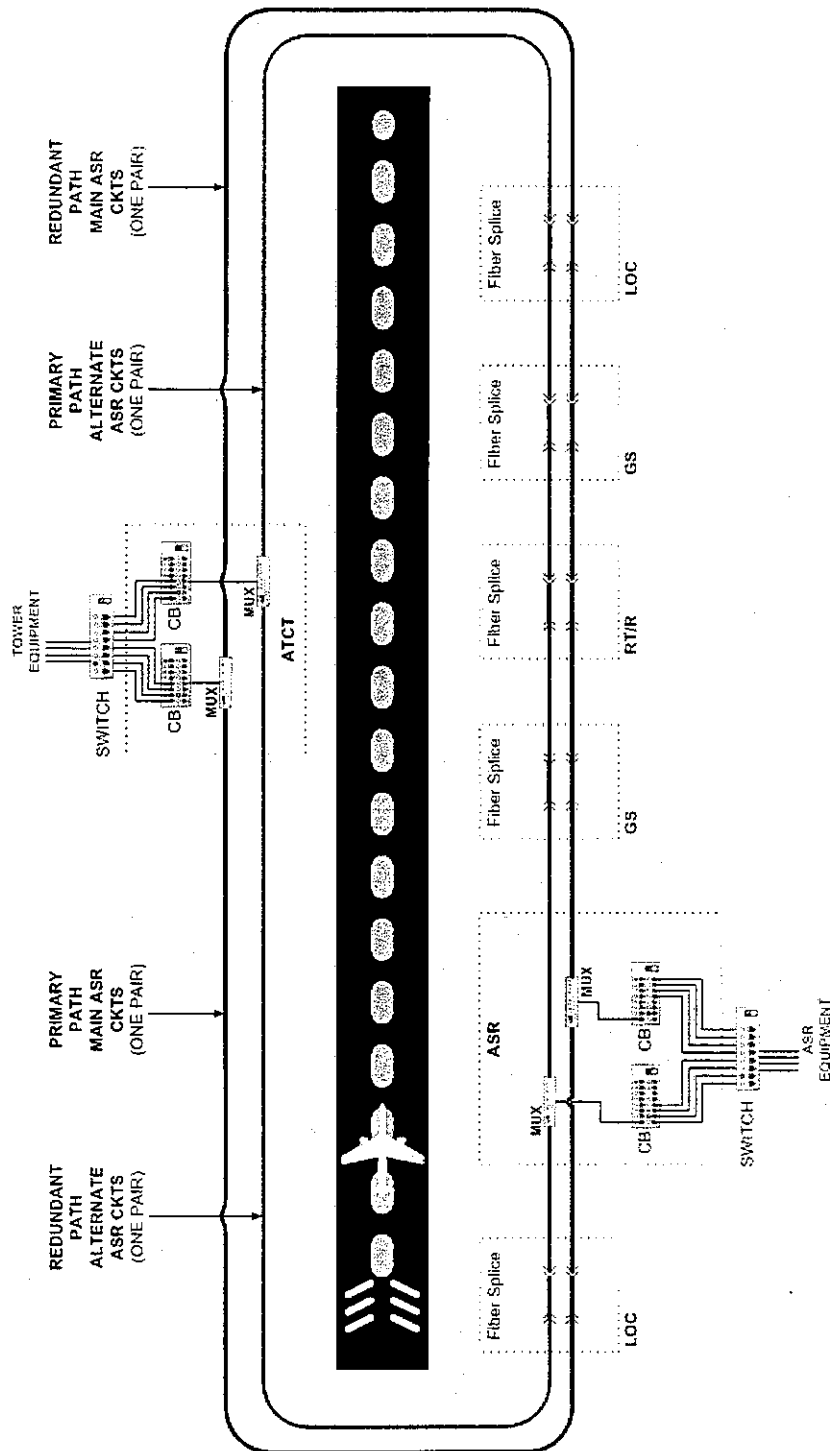 REDUNDANT
PATH
ALTERNATE
ASR CKTS
(ONE PAIR)
PRIMARY
PATH
MAIN ASR
CKTS
(ONE PAIR)
TOWER
EQUIPMENT
SWITCH
CB
CB
MUX
MUX
ATCT
PRIMARY
PATH
ALTERNATE
ASR CKTS
(ONE PAIR)
REDUNDANT
PATH
MAIN ASR
CKTS
(ONE PAIR)
Fiber Splice
LOC
ASR
MUX
MUX
CB
CB
SWITCH
ASR
EQUIPMENT
Fiber Splice
GS
Fiber Splice
RT/R
Fiber Splice
GS
Fiber Splice
LOC